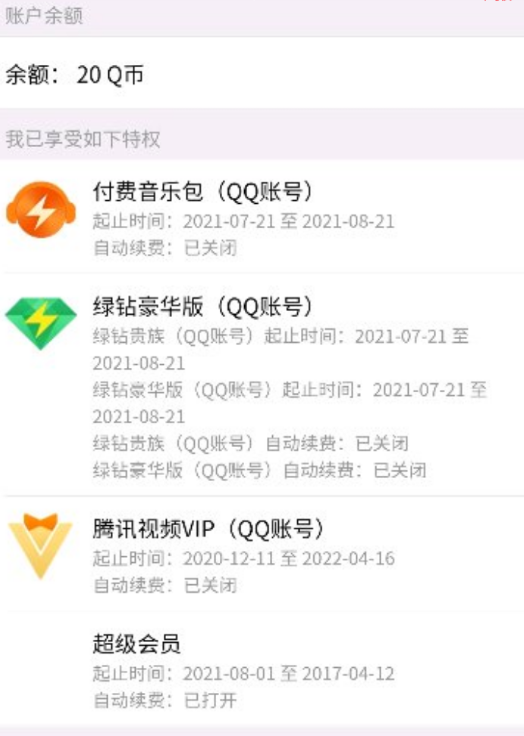 账户余额
余额： 20 Q币
我已享受如下特权
付费音乐包（QQ账号）
起止时间：2021-07-21 至 2021-08-21
自动续费：已关闭
绿钻豪华版（QQ账号）
绿钻贵族（QQ账号）起止时间：2021-07-21 至
2021-08-21
绿钻豪华版（QQ账号）起止时间：2021-07-21 至
2021-08-21
绿钻贵族（QQ账号）自动续费：已关闭
绿钻豪华版（QQ账号）自动续费：已关闭
腾讯视频VIP（QQ账号）
起止时间：2020-12-11 至 2022-04-16
自动续费：已关闭
超级会员
起止时间：2021-08-01 至 2017-04-12
自动续费：已打开